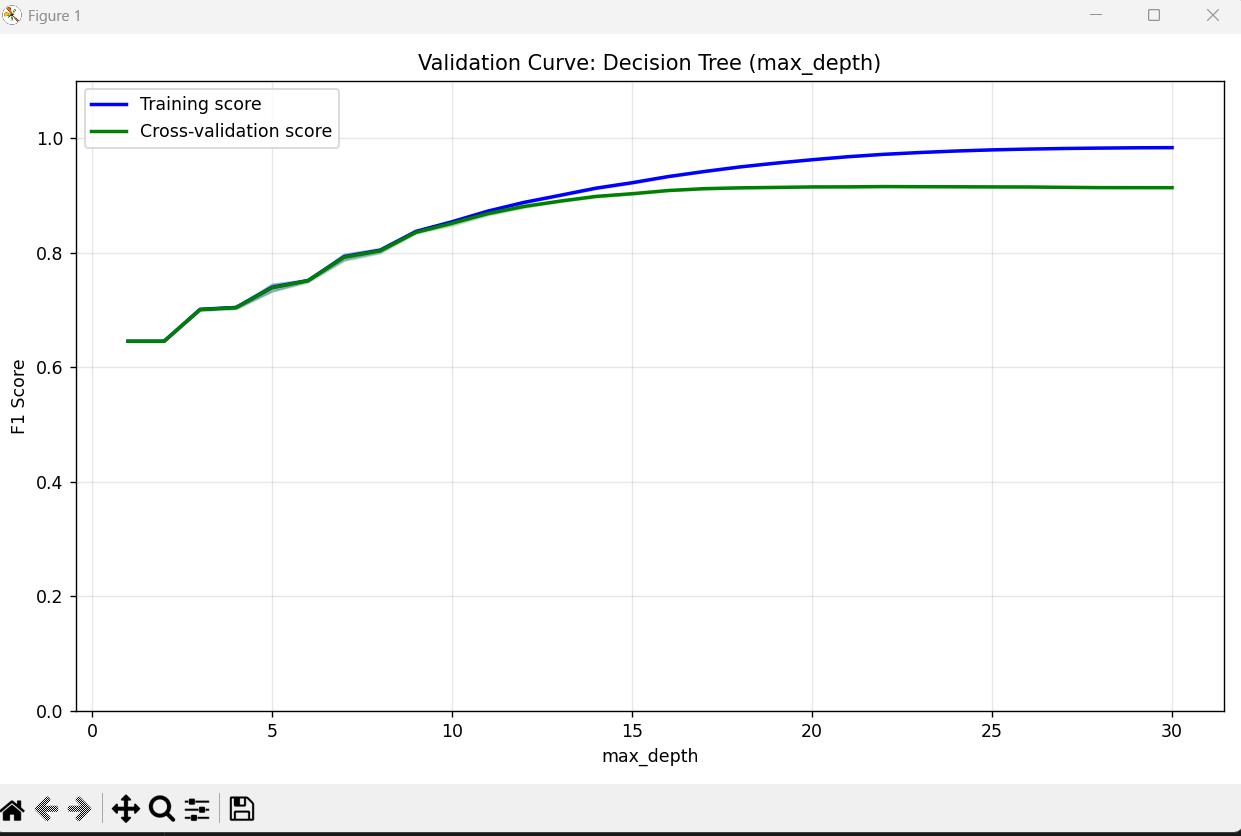 Figure 1
Validation Curve: Decision Tree (max_depth)
Training score
Cross-validation score
1.0
0.8
0.6
0.4
0.2
0.0
F1 Score
0 5 10 15 20 25 30
max_depth